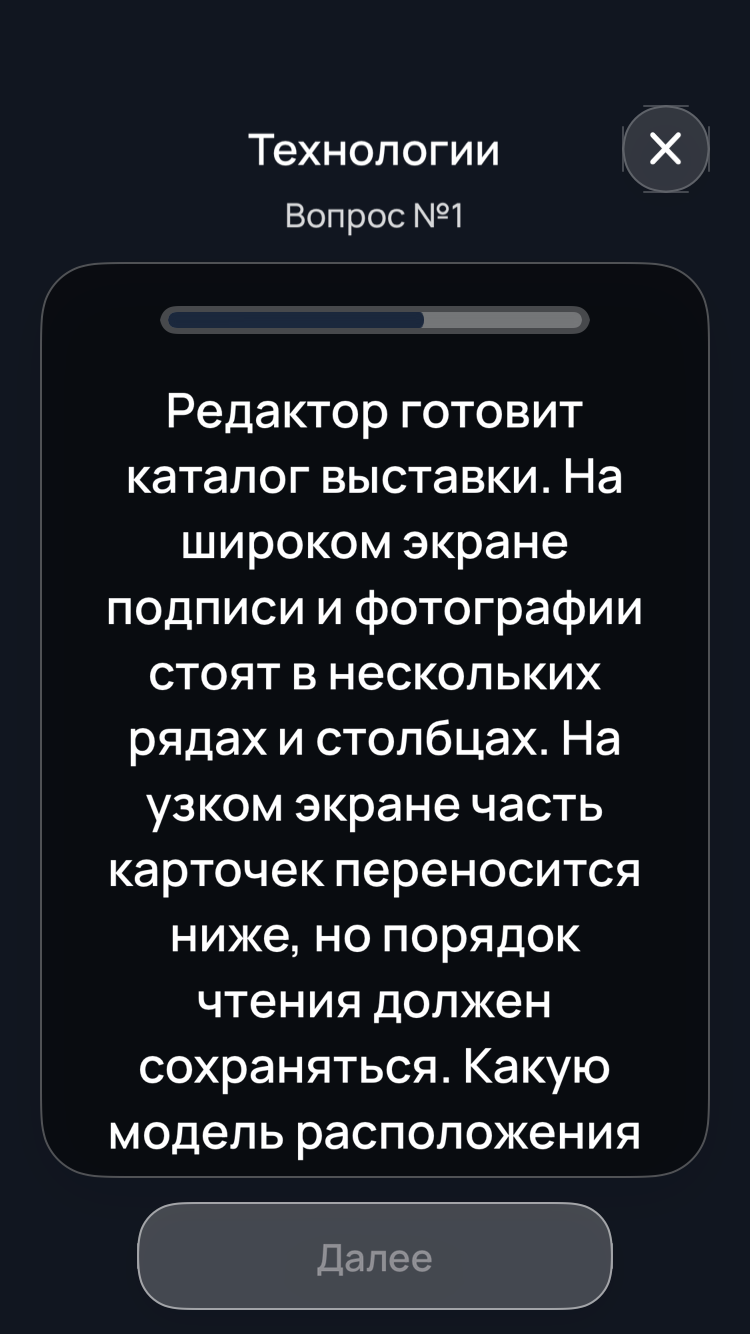 Технологии
Вопрос №1
Редактор готовит
каталог выставки. На
широком экране
подписи и фотографии
стоят в нескольких
рядах и столбцах. На
узком экране часть
карточек переносится
ниже, но порядок
чтения должен
сохраняться. Какую
модель расположения
Далее